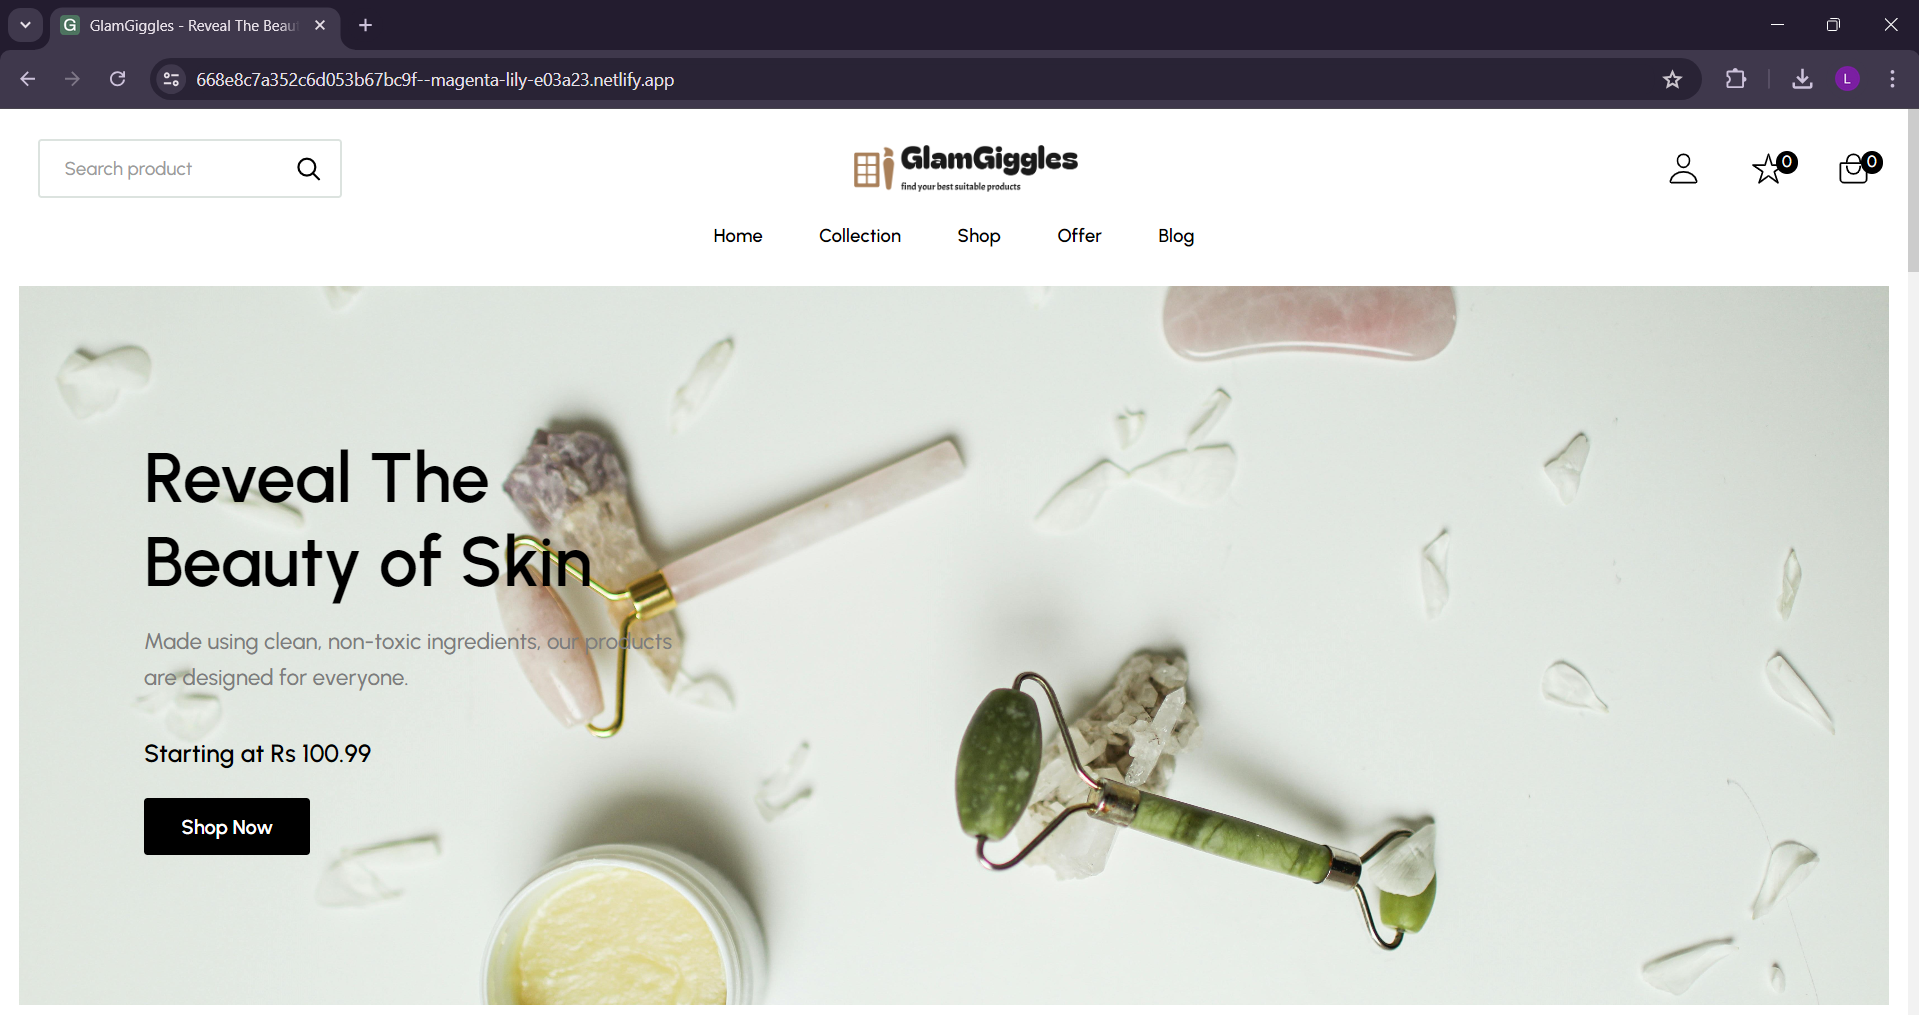 G GlamGiggles - Reveal The Beau
668e8c7a352c6d053b67bc9f--magenta-lily-e03a23.netlify.app
L
Search product
GlamGiggles
find your best suitable products
0
0
Home Collection Shop Offer Blog
Reveal The
Beauty of Skin
Made using clean, non-toxic ingredients, our products
are designed for everyone.
Starting at Rs 100.99
Shop Now